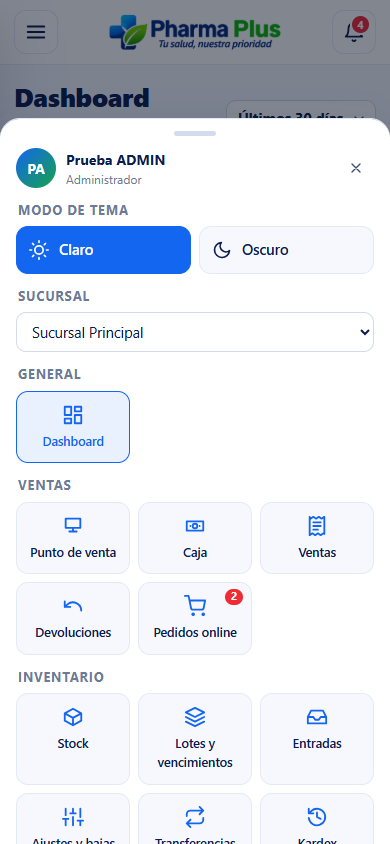 Pharma Plus
Tu salud, nuestra prioridad
4
Dashboard
Últimos 30 días
PA
Prueba ADMIN
Administrador
MODO DE TEMA
Claro
Oscuro
SUCURSAL
Sucursal Principal
GENERAL
Dashboard
VENTAS
Punto de venta
Caja
Ventas
Devoluciones
2
Pedidos online
INVENTARIO
Stock
Lotes y
vencimientos
Entradas
Ajustes y bajas
Transferencias
Kardex